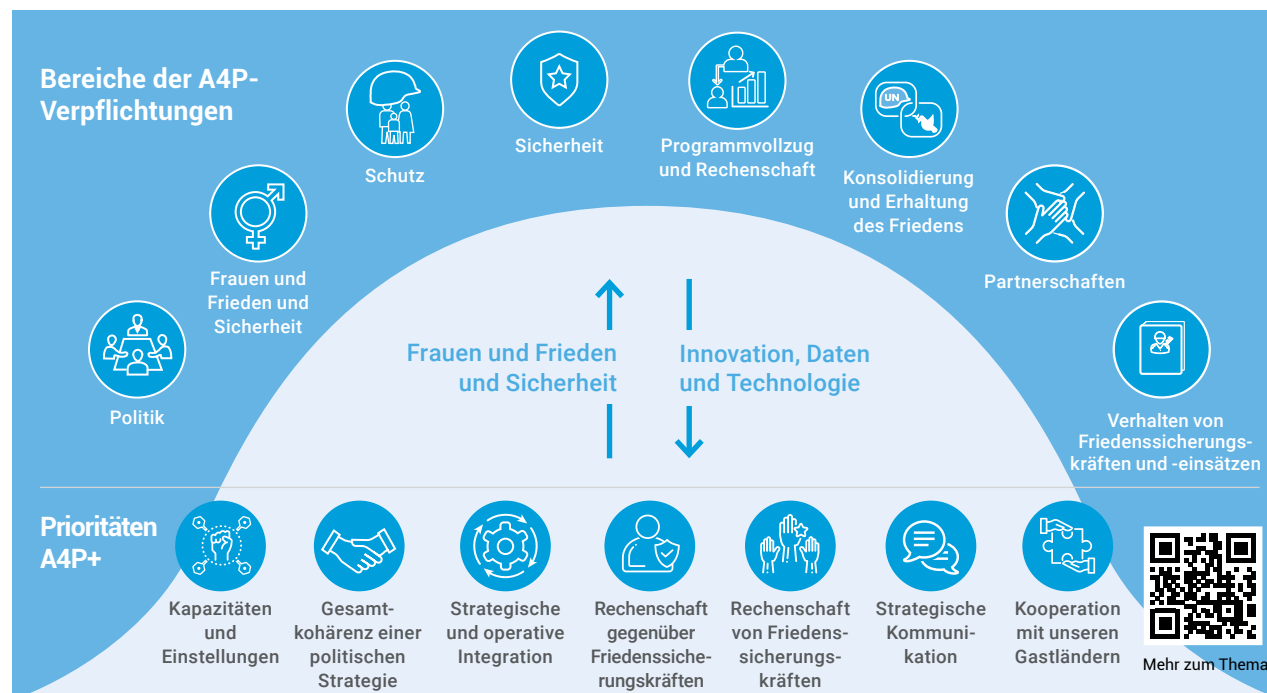 Bereiche der A4P-
Verpflichtungen
Politik
Frauen und
Frieden und
Sicherheit
Schutz
Sicherheit
Programmvollzug
und Rechenschaft
UN
Konsolidierung
und Erhaltung
des Friedens
Partnerschaften
Verhalten von
Friedenssicherungs-
kräften und -einsätzen
Frauen und Frieden
und Sicherheit
Innovation, Daten
und Technologie
Prioritäten
A4P+
Kapazitäten
und
Einstellungen
Gesamt-
kohärenz einer
politischen
Strategie
Strategische
und operative
Integration
Rechenschaft
gegenüber
Friedenssiche-
rungskräften
Rechenschaft
von Friedens-
sicherungs-
kräften
Strategische
Kommuni-
kation
Kooperation
mit unseren
Gastländern
Mehr zum Thema